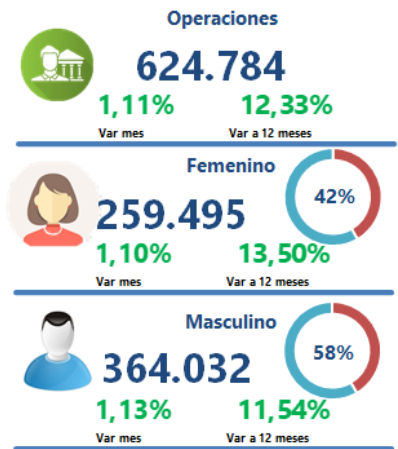 Operaciones
624.784
1,11% 12,33%
Var mes Var a 12 meses
Femenino
259.495 42%
1,10% 13,50%
Var mes Var a 12 meses
Masculino
364.032 58%
1,13% 11,54%
Var mes Var a 12 meses